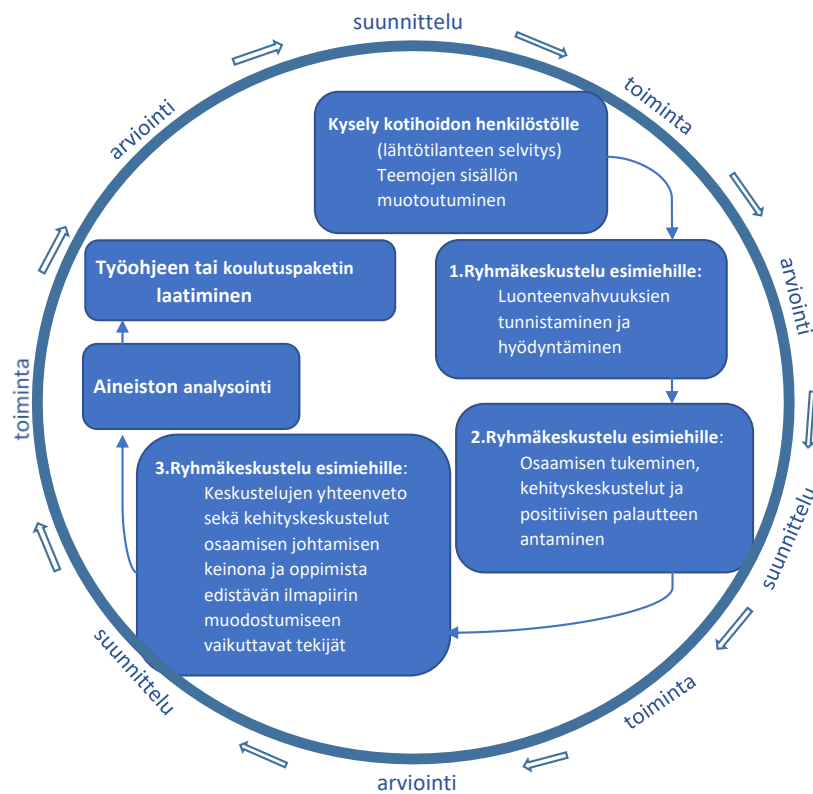 suunnittelu
toiminta
arviointi
suunnittelu
toiminta
arviointi
suunnittelu
toiminta
arviointi
Kysely kotihoidon henkilöstölle
(lähtötilanteen selvitys)
Teemojen sisällön
muotoutuminen
1.Ryhmäkeskustelu esimiehille:
Luonteenvahvuuksien
tunnistaminen ja
hyödyntäminen
2.Ryhmäkeskustelu esimiehille:
Osaamisen tukeminen,
kehityskeskustelut ja
positiivisen palautteen
antaminen
3.Ryhmäkeskustelu esimiehille:
Keskustelujen yhteenveto
sekä kehityskeskustelut
osaamisen johtamisen
keinona ja oppimista
edistävän ilmapiirin
muodostumiseen
vaikuttavat tekijät
Aineiston analysointi
Työohjeen tai koulutuspaketin
laatiminen